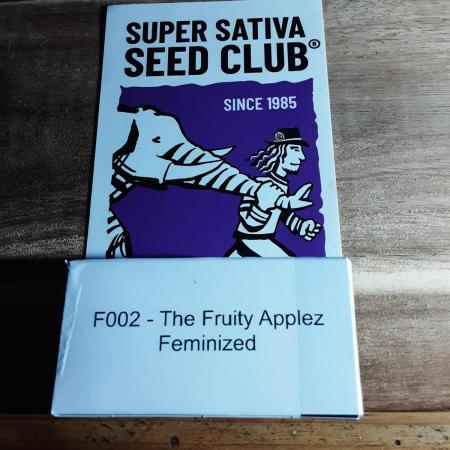 SUPER SATIVA
SEED CLUB®
SINCE 1985
F002 - The Fruity Applez
Feminized